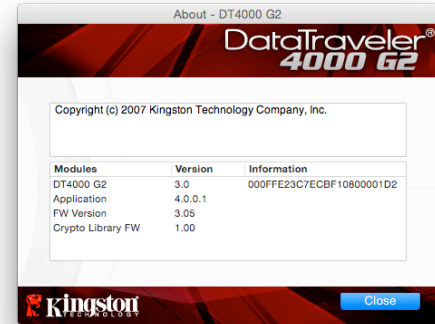 About - DT4000 G2
DataTraveler®
4000 G2
Copyright (c) 2007 Kingston Technology Company, Inc.
Modules Version Information
DT4000 G2 3.0 000FFE23C7ECBF10800001D2
Application 4.0.0.1
FW Version 3.05
Crypto Library FW 1.00
Kingston
TECHNOLOGY
Close